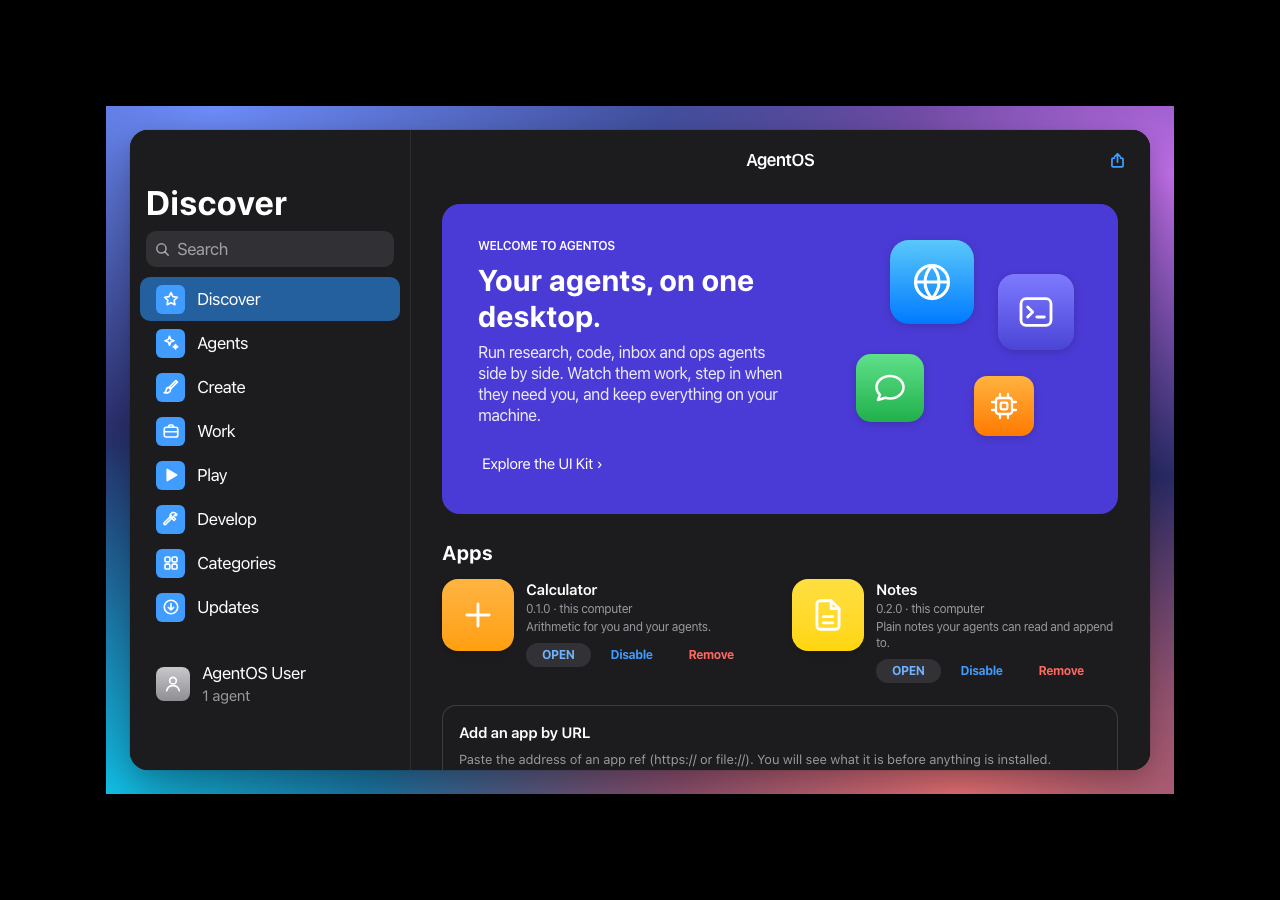 AgentOS
Discover
Search
Discover
Agents
Create
Work
Play
Develop
Categories
Updates
AgentOS User
1 agent
WELCOME TO AGENTOS
Your agents, on one
desktop.
Run research, code, inbox and ops agents
side by side. Watch them work, step in when
they need you, and keep everything on your
machine.
Explore the UI Kit ›
Apps
Calculator
0.1.0 · this computer
Arithmetic for you and your agents.
OPEN Disable Remove
Notes
0.2.0 · this computer
Plain notes your agents can read and append
to.
OPEN Disable Remove
Add an app by URL
Paste the address of an app ref (https:// or file://). You will see what it is before anything is installed.